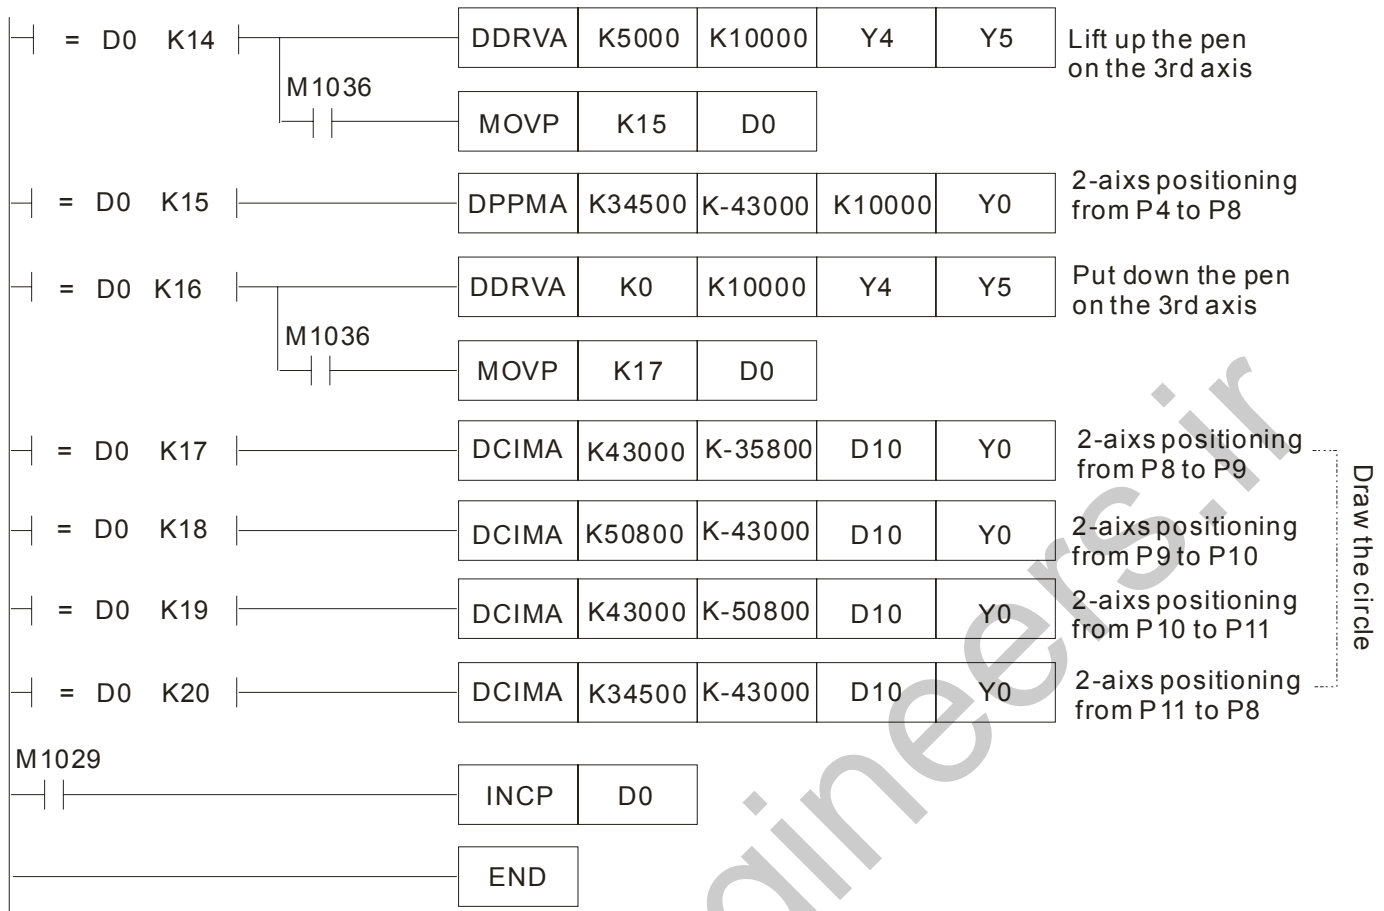 = D0 K14 DDRVA K5000 K10000 Y4 Y5 Lift up the pen
on the 3rd axis
M1036
MOVP K15 D0
= D0 K15 DPPMA K34500 K-43000 K10000 Y0 2-aixs positioning
from P4 to P8
= D0 K16 DDRVA K0 K10000 Y4 Y5 Put down the pen
on the 3rd axis
M1036
MOVP K17 D0
= D0 K17 DCIMA K43000 K-35800 D10 Y0 2-aixs positioning
from P8 to P9
= D0 K18 DCIMA K50800 K-43000 D10 Y0 2-aixs positioning
from P9 to P10
= D0 K19 DCIMA K43000 K-50800 D10 Y0 2-aixs positioning
from P10 to P11
= D0 K20 DCIMA K34500 K-43000 D10 Y0 2-aixs positioning
from P11 to P8
Draw the circle
M1029
INCP D0
END
gineers.ir